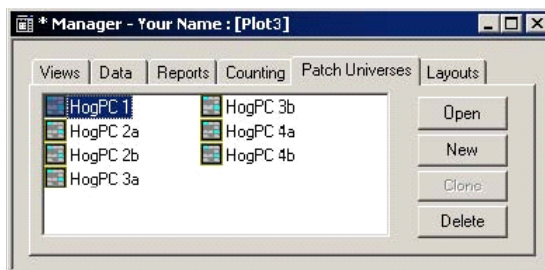 * Manager - Your Name : [Plot3]
Views Data Reports Counting Patch Universes Layouts
HogPC 1 HogPC 3b
HogPC 2a HogPC 4a
HogPC 2b HogPC 4b
HogPC 3a
Open
New
Clone
Delete